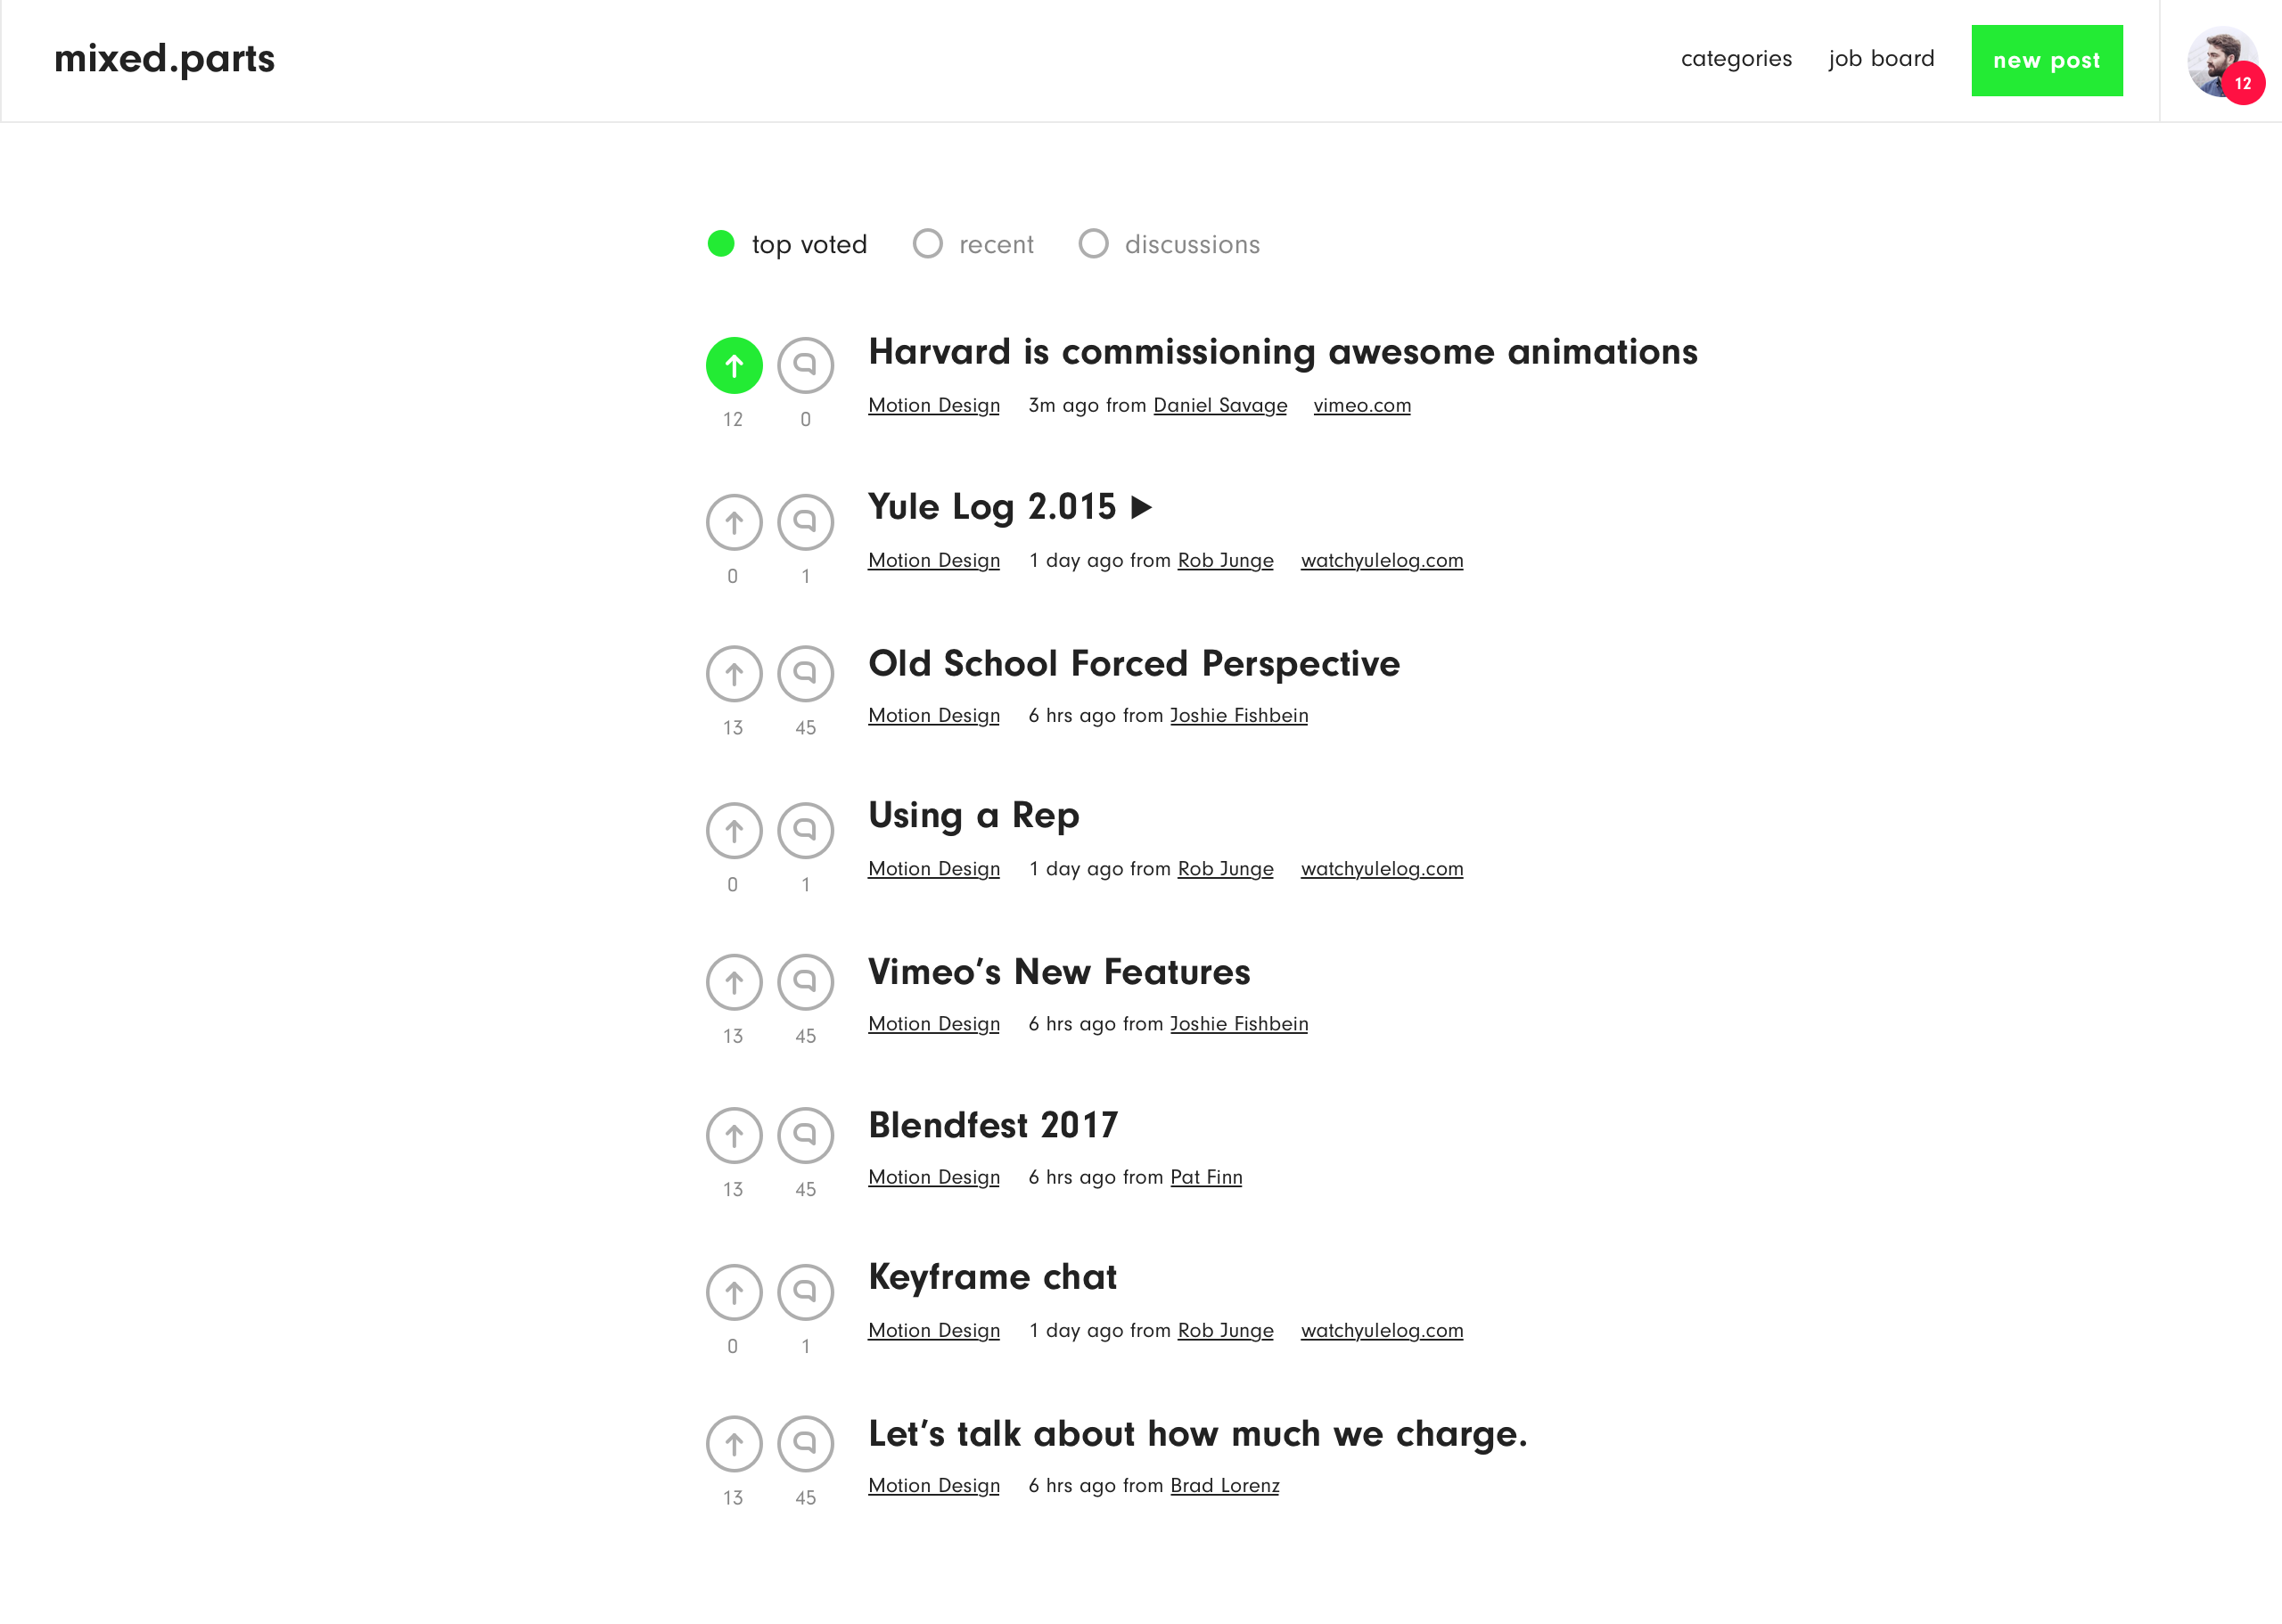 mixed.parts
categories job board new post 12
top voted recent discussions
Harvard is commissioning awesome animations
Motion Design 3m ago from Daniel Savage vimeo.com
12 0
Yule Log 2.015
Motion Design 1 day ago from Rob Junge watchyulelog.com
0 1
Old School Forced Perspective
Motion Design 6 hrs ago from Joshie Fishbein
13 45
Using a Rep
Motion Design 1 day ago from Rob Junge watchyulelog.com
0 1
Vimeo’s New Features
Motion Design 6 hrs ago from Joshie Fishbein
13 45
Blendfest 2017
Motion Design 6 hrs ago from Pat Finn
13 45
Keyframe chat
Motion Design 1 day ago from Rob Junge watchyulelog.com
0 1
Let’s talk about how much we charge.
Motion Design 6 hrs ago from Brad Lorenz
13 45